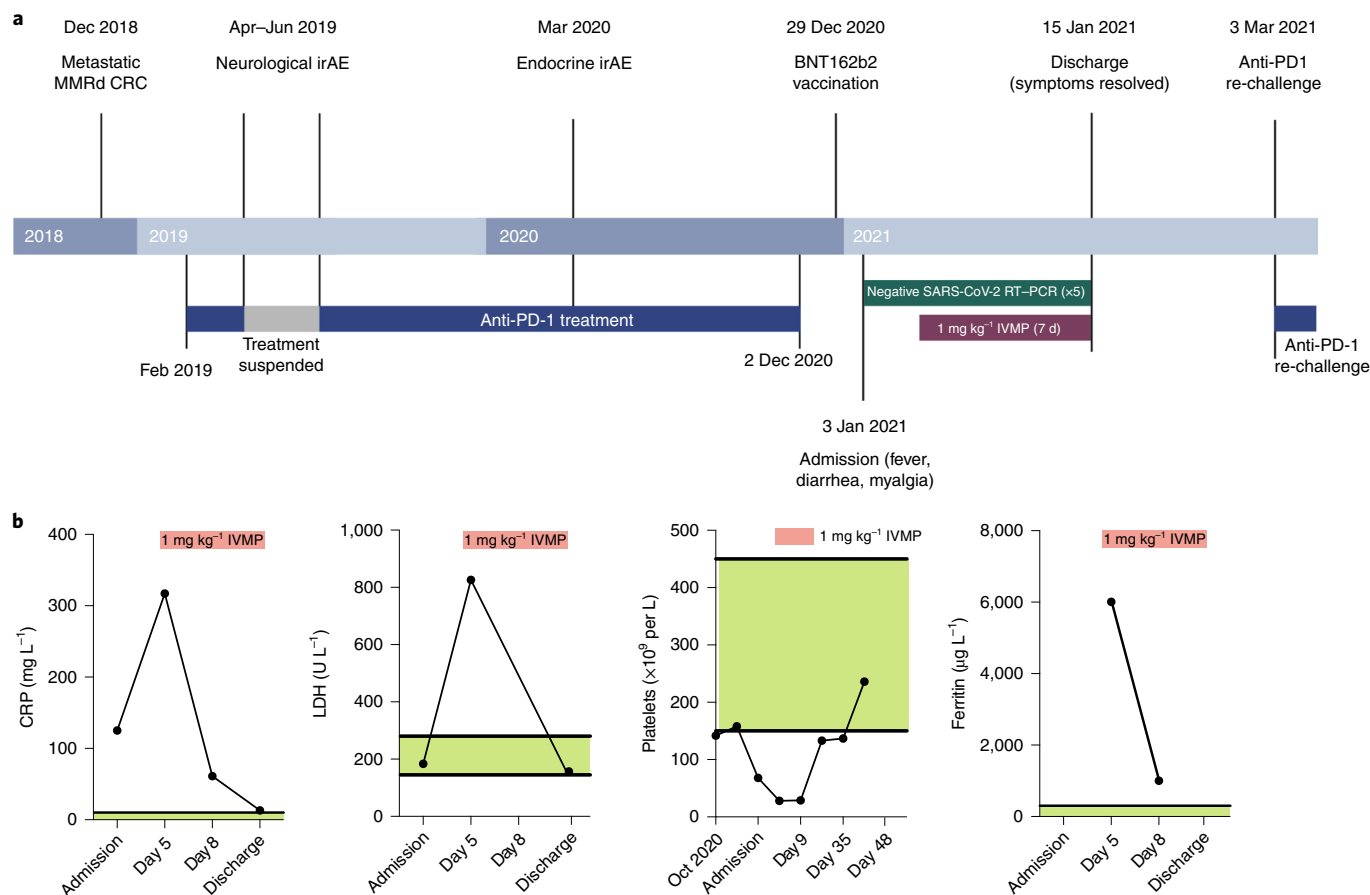 a
Dec 2018
Metastatic
MMRd CRC
Apr–Jun 2019
Neurological irAE
Mar 2020
Endocrine irAE
29 Dec 2020
BNT162b2
vaccination
15 Jan 2021
Discharge
(symptoms resolved)
3 Mar 2021
Anti-PD1
re-challenge
2018
2019
2020
2021
Negative SARS-CoV-2 RT–PCR (×5)
1 mg kg⁻¹ IVMP (7 d)
Anti-PD-1 treatment
Treatment
suspended
Feb 2019
2 Dec 2020
Anti-PD-1
re-challenge
3 Jan 2021
Admission (fever,
diarrhea, myalgia)
b
1 mg kg⁻¹ IVMP
CRP (mg L⁻¹)
400
300
200
100
0
Admission
Day 5
Day 8
Discharge
1 mg kg⁻¹ IVMP
LDH (U L⁻¹)
1,000
800
600
400
200
0
Admission
Day 5
Day 8
Discharge
1 mg kg⁻¹ IVMP
Platelets (×10⁹ per L)
500
400
300
200
100
0
Oct 2020
Admission
Day9
Day 35
Day 48
1 mg kg⁻¹ IVMP
Ferritin (µg L⁻¹)
8,000
6,000
4,000
2,000
0
Admission
Day 5
Day 8
Discharge